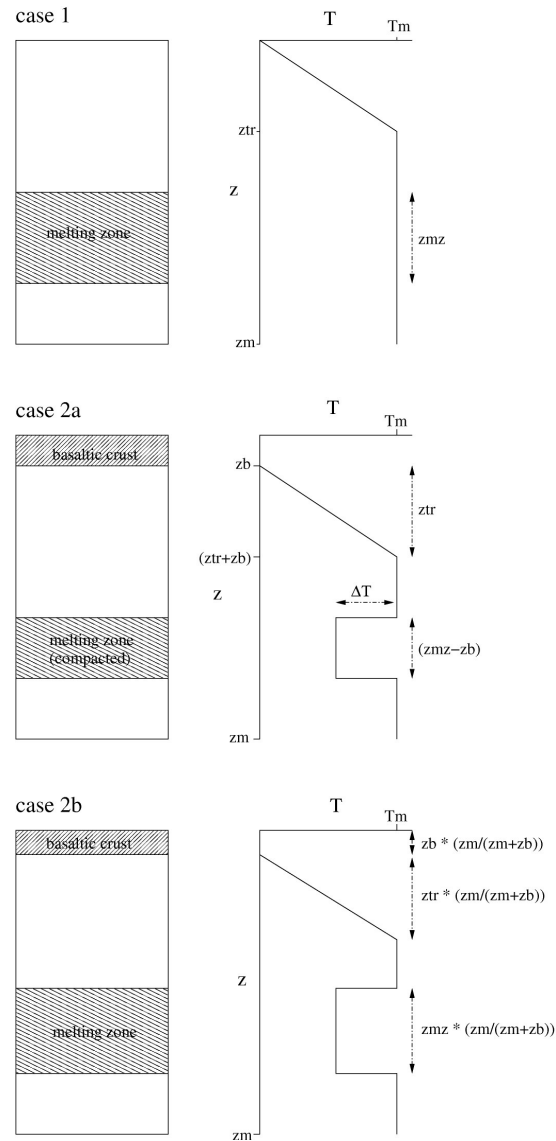 case 1
T
Tm
ztr
z
melting zone
zmz
zm
case 2a
T
Tm
basaltic crust
zb
ztr
(ztr+zb)
z
ΔT
melting zone
(compacted)
(zmz−zb)
zm
case 2b
T
Tm
basaltic crust
zb * (zm/(zm+zb))
ztr * (zm/(zm+zb))
z
melting zone
zmz * (zm/(zm+zb))
zm